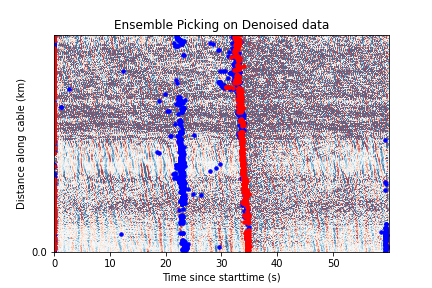 Ensemble Picking on Denoised data
Distance along cable (km)
0.0
0 10 20 30 40 50
Time since starttime (s)